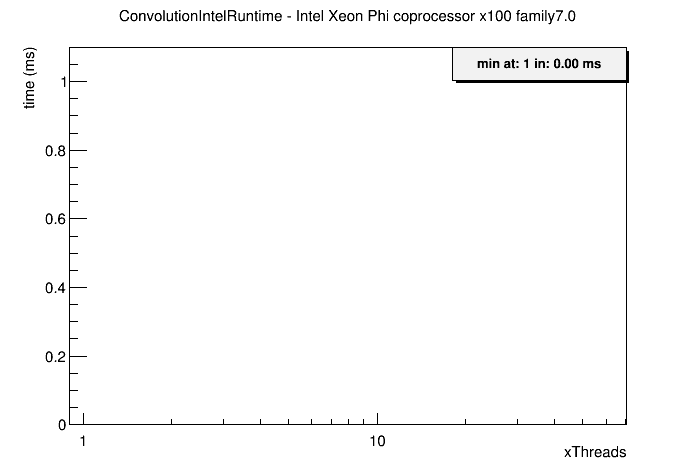 ConvolutionIntelRuntime - Intel Xeon Phi coprocessor x100 family7.0
time (ms)
min at: 1 in: 0.00 ms
1
0.8
0.6
0.4
0.2
0
1
10
xThreads